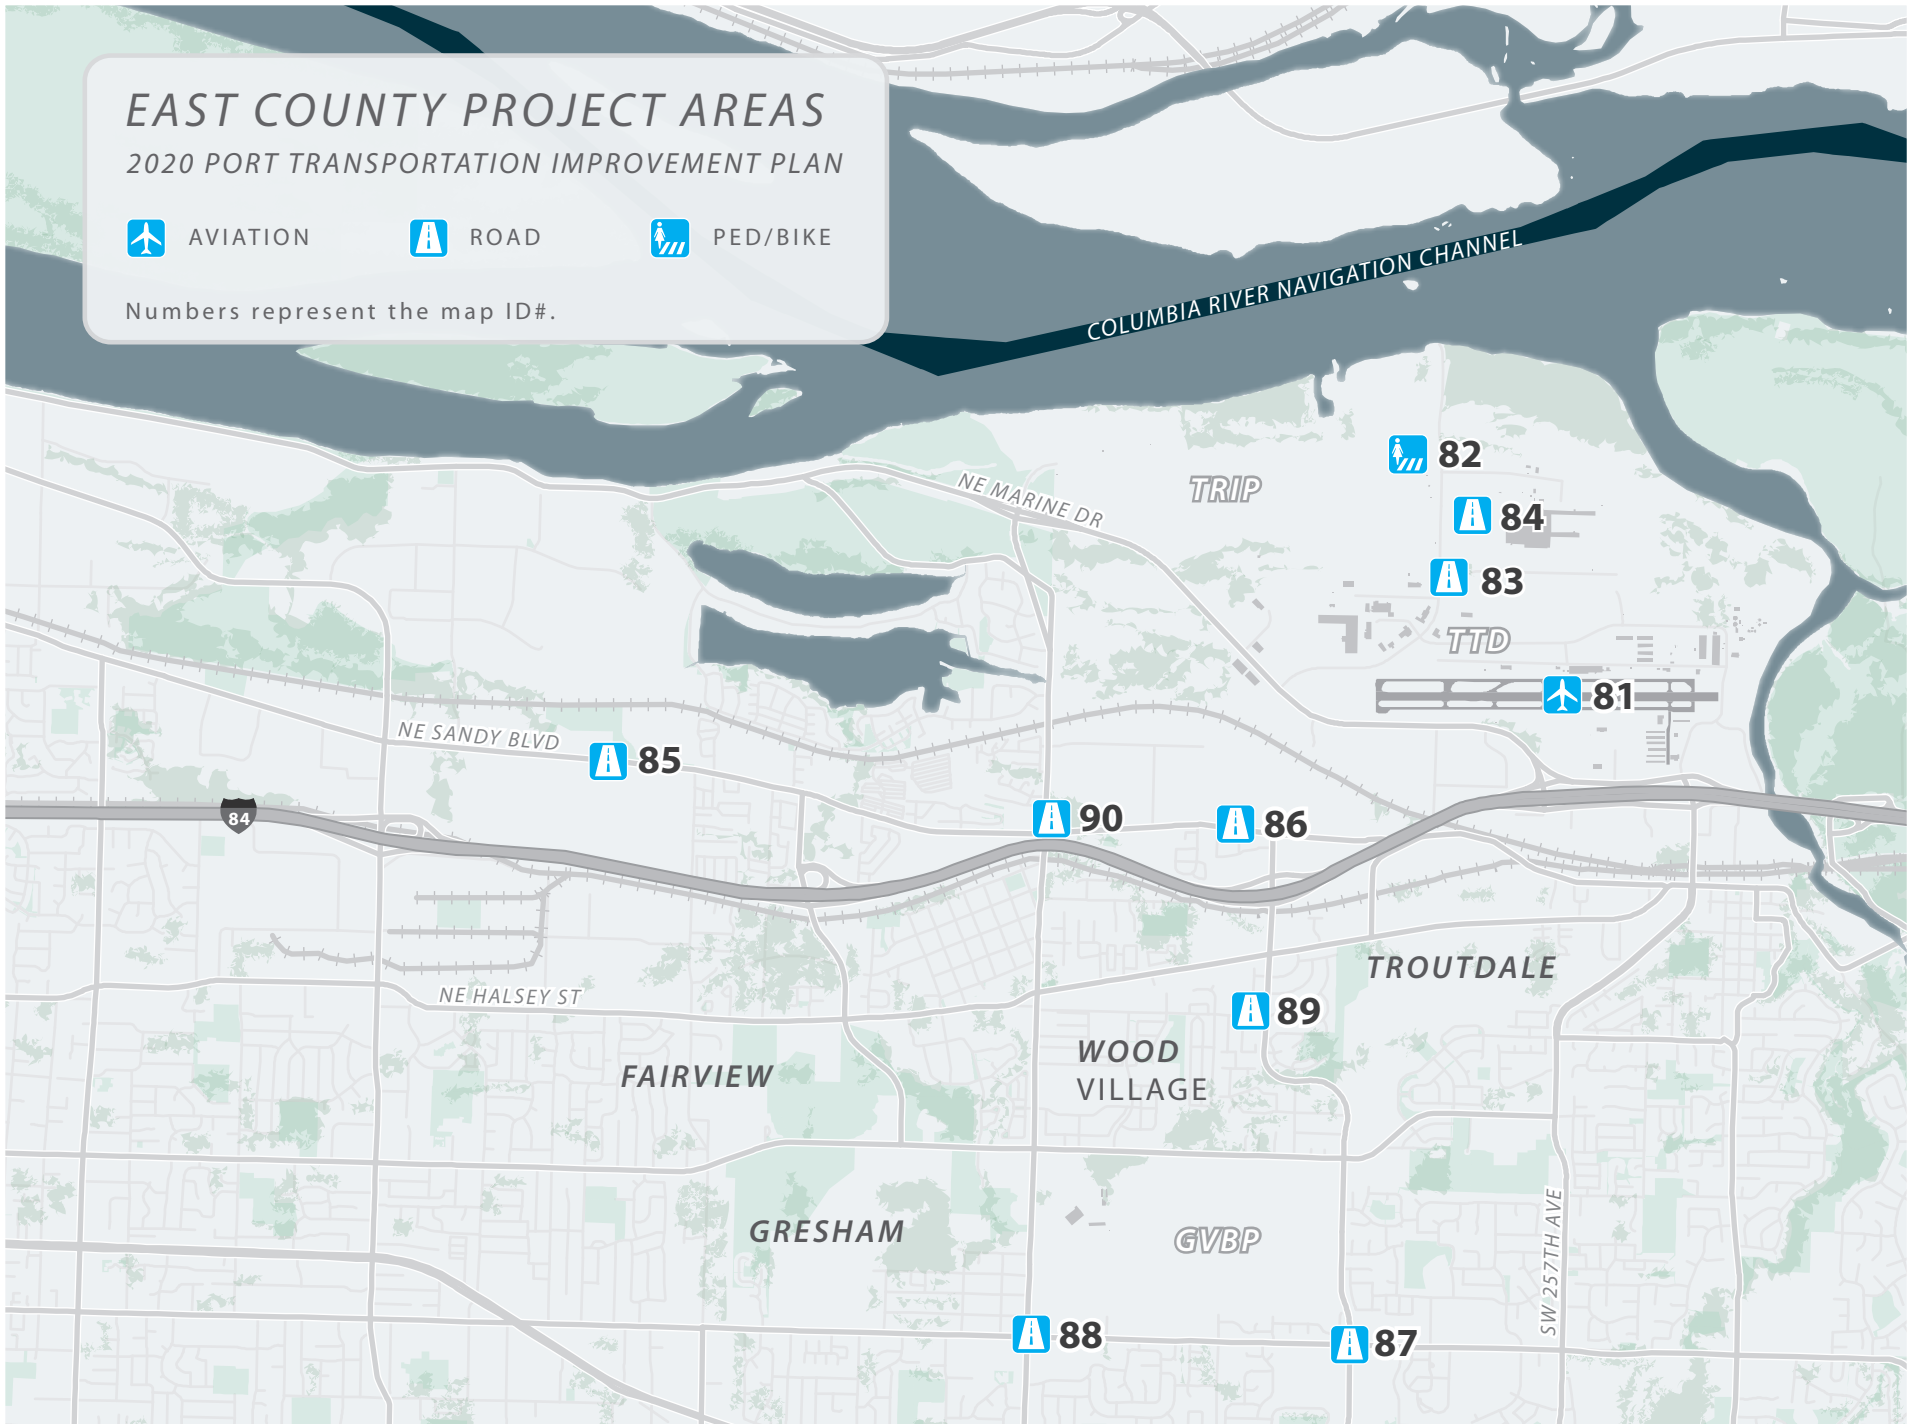 EAST COUNTY PROJECT AREAS
2020 PORT TRANSPORTATION IMPROVEMENT PLAN
AVIATION
ROAD
PED/BIKE
Numbers represent the map ID#.
COLUMBIA RIVER NAVIGATION CHANNEL
82
TRIP
NE MARINE DR
84
83
TTD
81
NE SANDY BLVD
85
84
90
86
TROUTDALE
NE HALSEY ST
89
WOOD
VILLAGE
FAIRVIEW
GRESHAM
GVBP
SW 257TH AVE
88
87